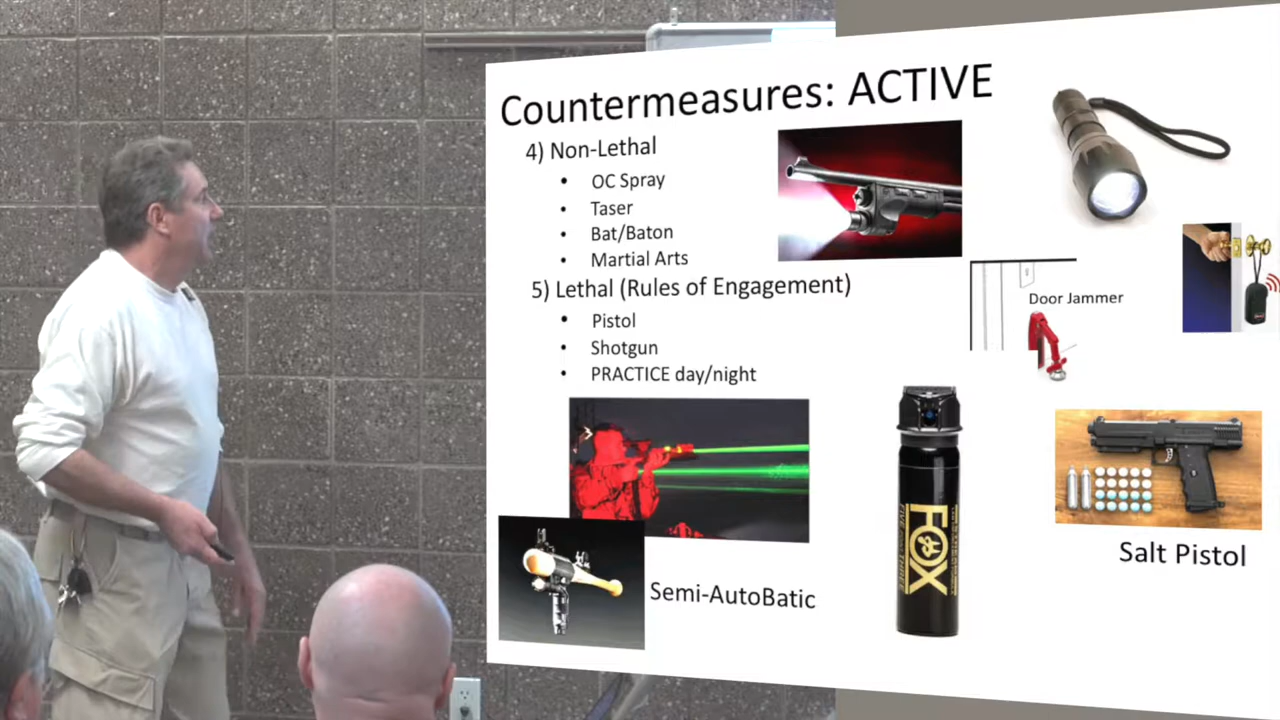 Countermeasures: ACTIVE
4) Non-Lethal
• OC Spray
• Taser
• Bat/Baton
• Martial Arts
5) Lethal (Rules of Engagement)
• Pistol
• Shotgun
• PRACTICE day/night
Door Jammer
FOX
Salt Pistol
Semi-AutoBatic